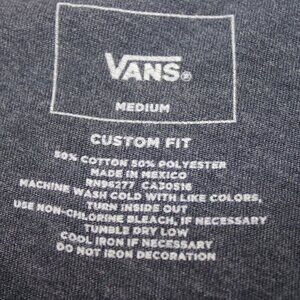 VANS®
MEDIUM
CUSTOM FIT
50% COTTON 50% POLYESTER
MADE IN MEXICO
RN96277 CA30516
MACHINE WASH COLD WITH LIKE COLORS,
TURN INSIDE OUT
USE NON-CHLORINE BLEACH, IF NECESSARY
TUMBLE DRY LOW
COOL IRON IF NECESSARY
DO NOT IRON DECORATION